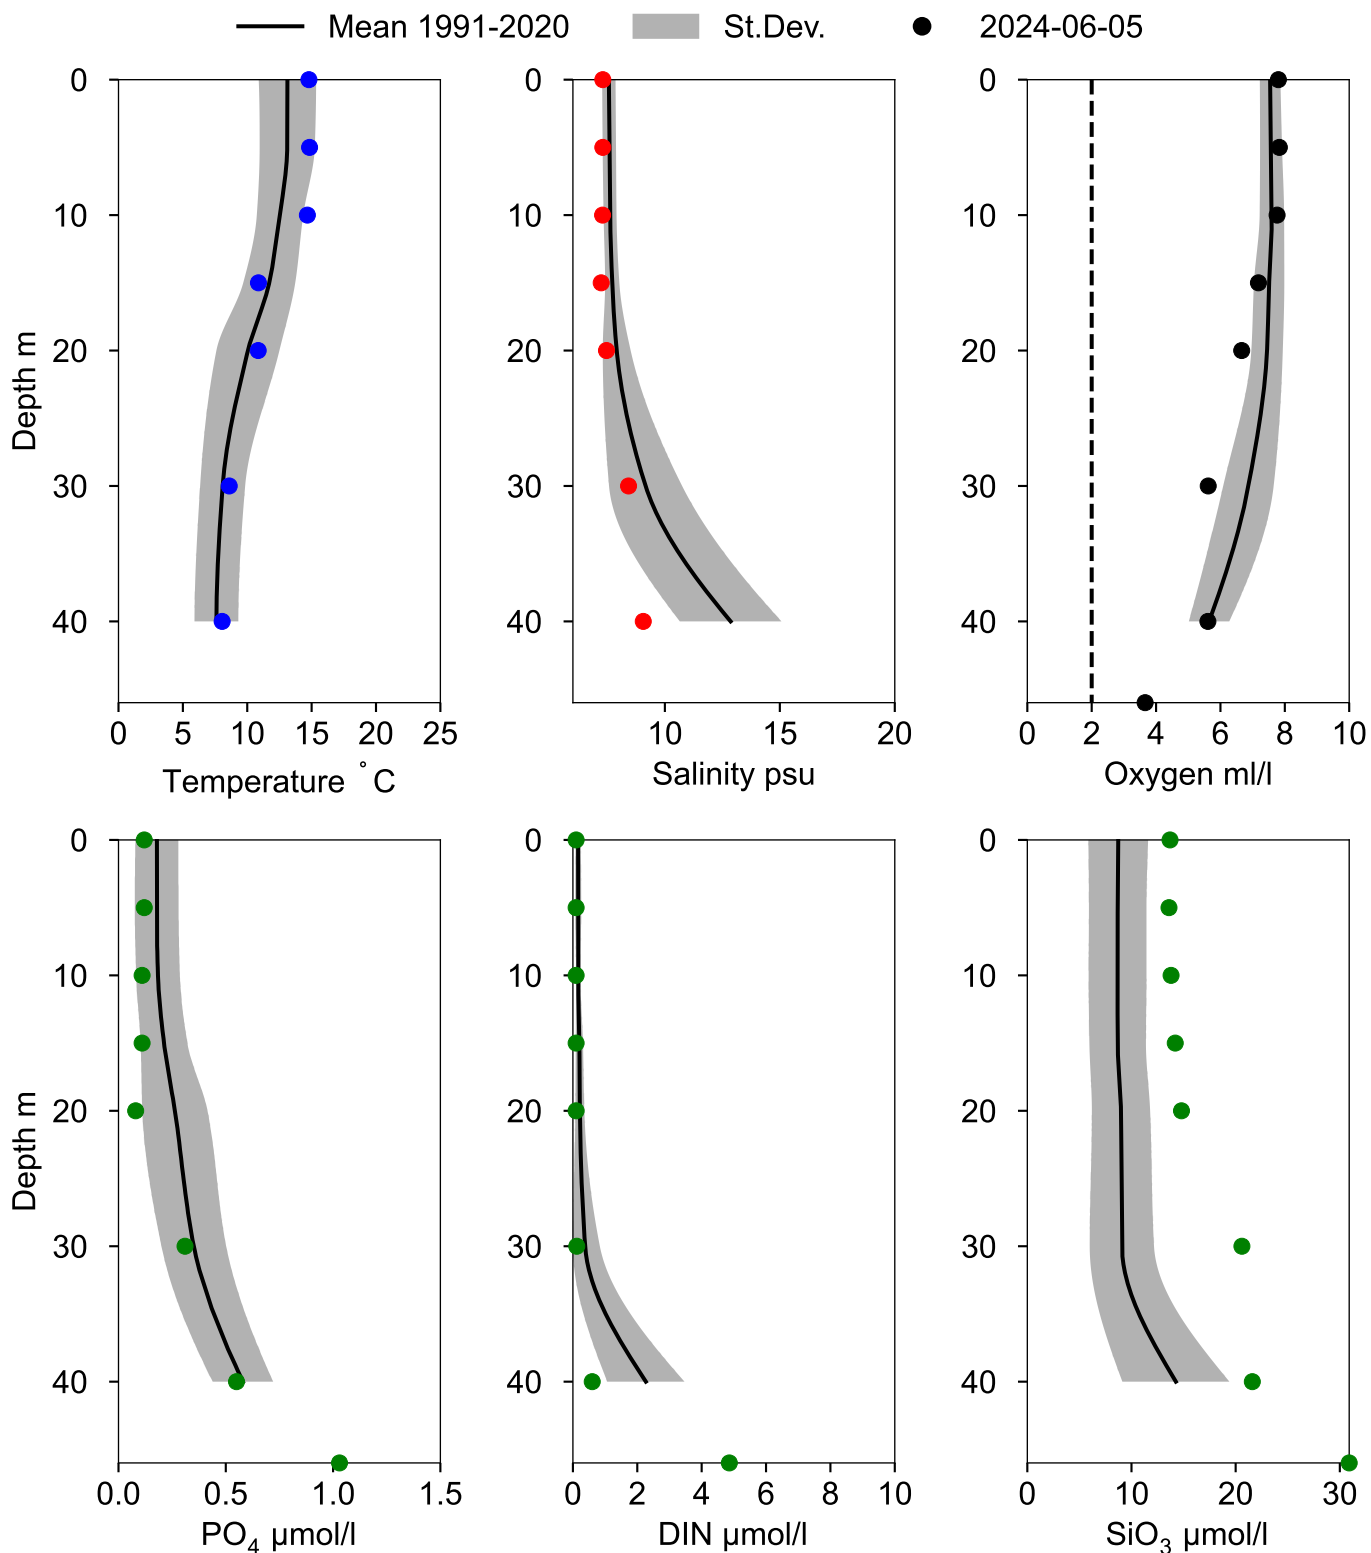 Mean 1991-2020 St.Dev. 2024-06-05
0 0 0
10 10 10
20 20 20
30 30 30
40 40 40
Depth m
0 5 10 15 20 25 10 15 20 0 2 4 6 8 10
Temperature °C Salinity psu Oxygen ml/l
0 0 0
10 10 10
20 20 20
30 30 30
40 40 40
Depth m
0.0 0.5 1.0 1.5 0 2 4 6 8 10 0 10 20 30
PO₄ µmol/l DIN µmol/l SiO₃ µmol/l